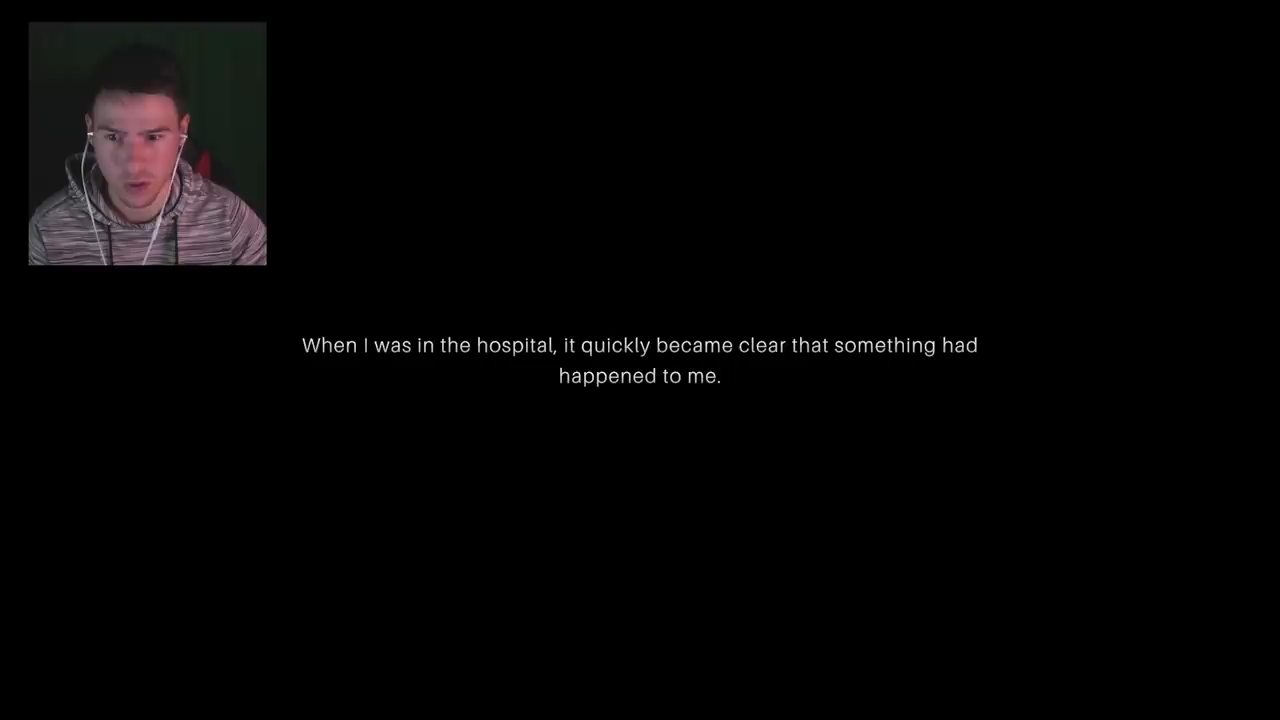 When I was in the hospital, it quickly became clear that something had
happened to me.